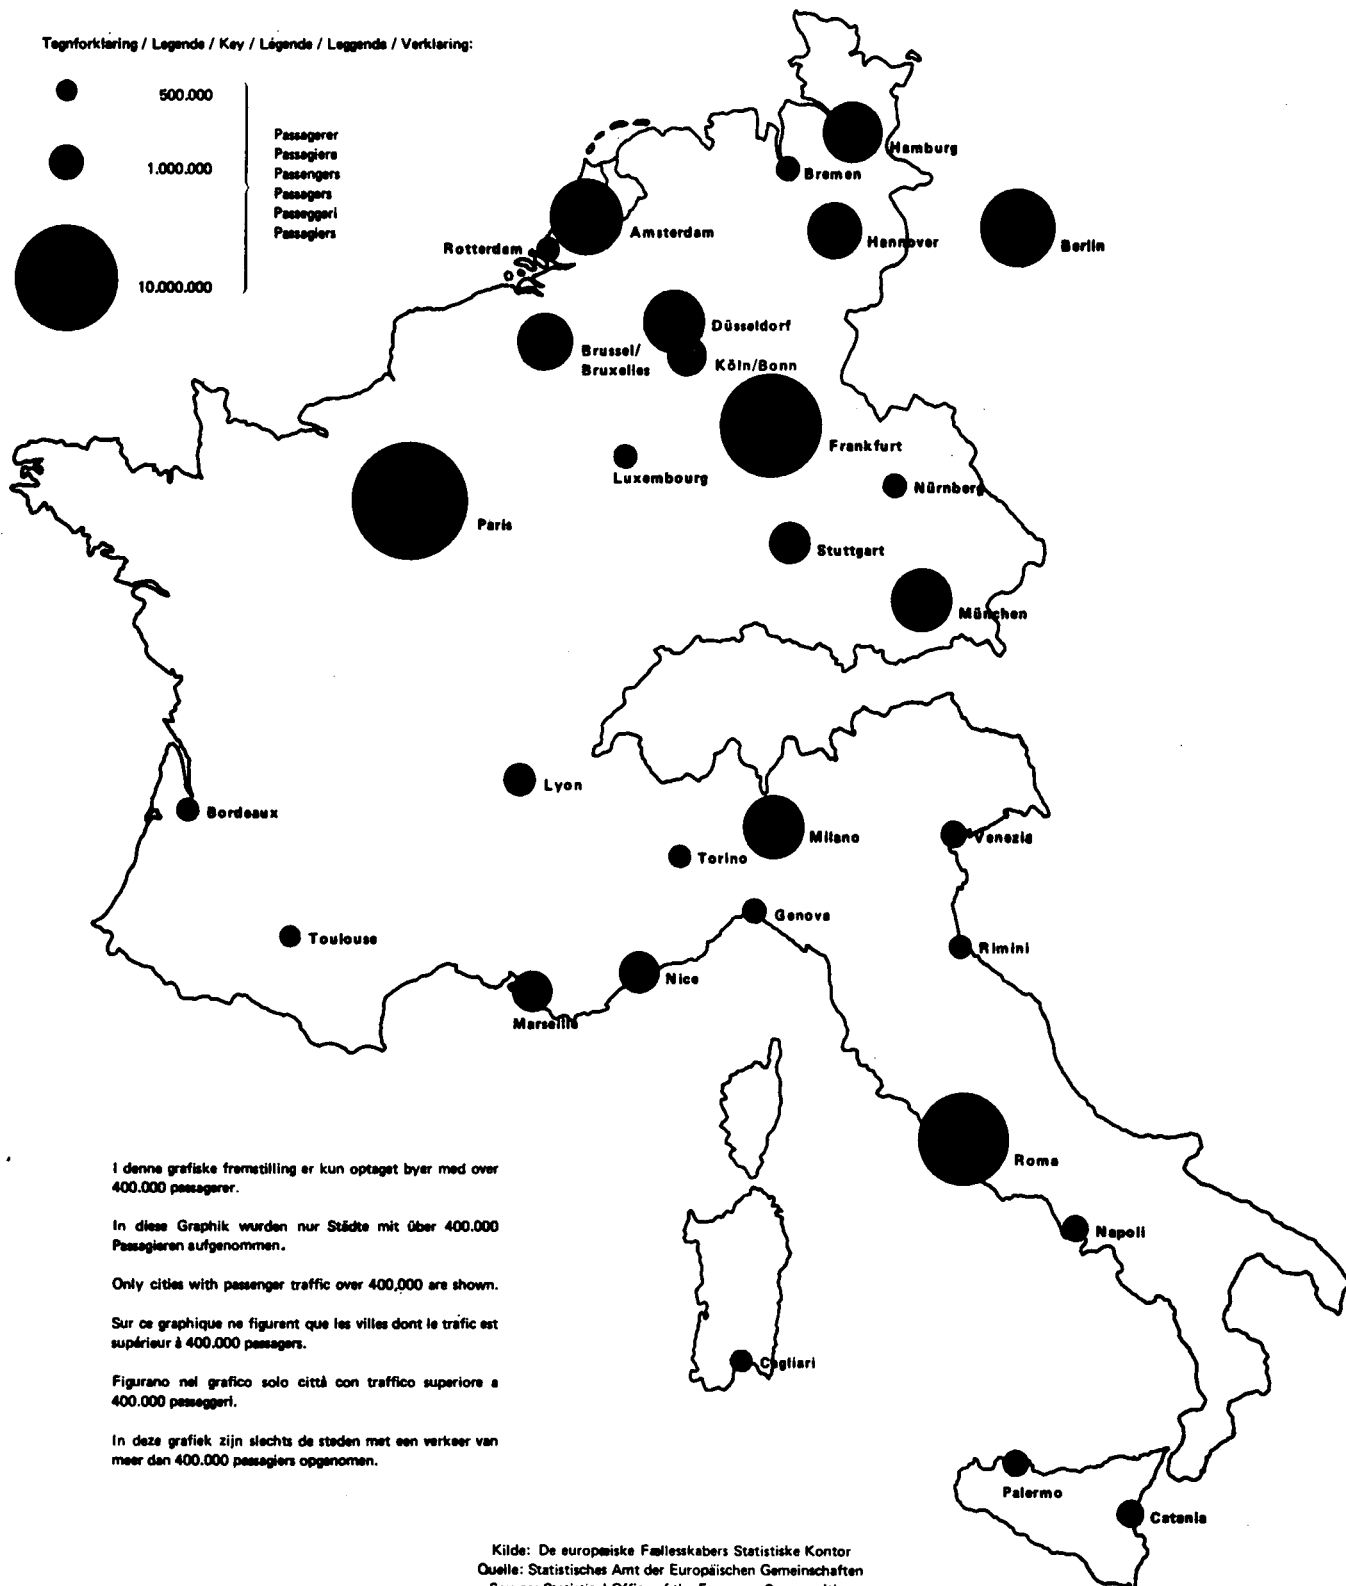 Tegnforklaring / Legende / Key / Légende / Leggenda / Verklaring:
500.000
1.000.000
10.000.000
Passagerer
Passagiere
Passengers
Passagers
Passeggeri
Passagiers
Hamburg
Bremen
Amsterdam
Hannover
Berlin
Rotterdam
Düsseldorf
Brussel/
Bruxelles
Köln/Bonn
Frankfurt
Luxembourg
Nürnberg
Paris
Stuttgart
München
Lyon
Bordeaux
Milano
Venezia
Torino
Genova
Toulouse
Rimini
Nice
Marseille
Roma
Napoli
Cagliari
Palermo
Catania
I denne grafiske fremstilling er kun optaget byer med over
400.000 passagerer.
In diese Graphik wurden nur Städte mit über 400.000
Passagieren aufgenommen.
Only cities with passenger traffic over 400,000 are shown.
Sur ce graphique ne figurent que les villes dont le trafic est
supérieur à 400.000 passagers.
Figurano nel grafico solo città con traffico superiore a
400.000 passeggeri.
In deze grafiek zijn slechts de steden met een verkeer van
meer dan 400.000 passagiers opgenomen.
Kilde: De europæiske Fællesskabers Statistiske Kontor
Quelle: Statistisches Amt der Europäischen Gemeinschaften